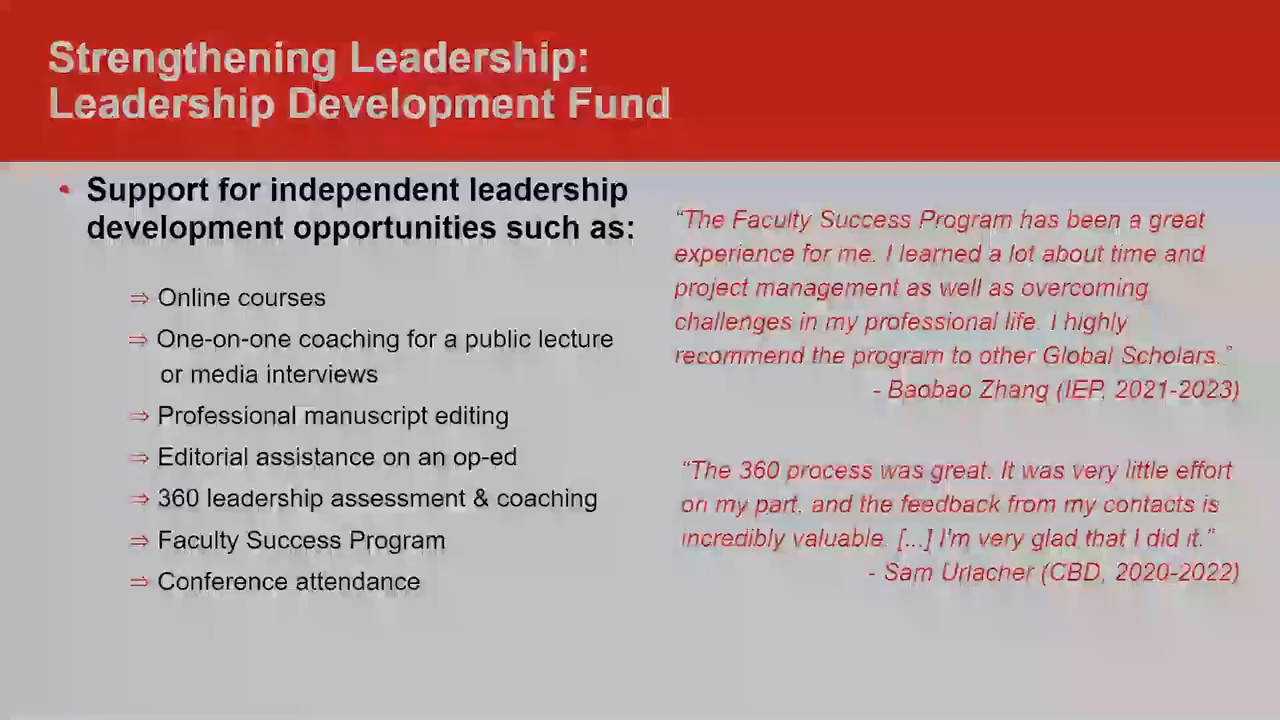 Strengthening Leadership:
Leadership Development Fund
• Support for independent leadership
development opportunities such as:
⇒ Online courses
⇒ One-on-one coaching for a public lecture
or media interviews
⇒ Professional manuscript editing
⇒ Editorial assistance on an op-ed
⇒ 360 leadership assessment & coaching
⇒ Faculty Success Program
⇒ Conference attendance
“The Faculty Success Program has been a great
experience for me. I learned a lot about time and
project management as well as overcoming
challenges in my professional life. I highly
recommend the program to other Global Scholars.”
- Baobao Zhang (IEP, 2021-2023)
“The 360 process was great. It was very little effort
on my part, and the feedback from my contacts is
incredibly valuable. [...] I'm very glad that I did it.”
- Sam Urlacher (CBD, 2020-2022)